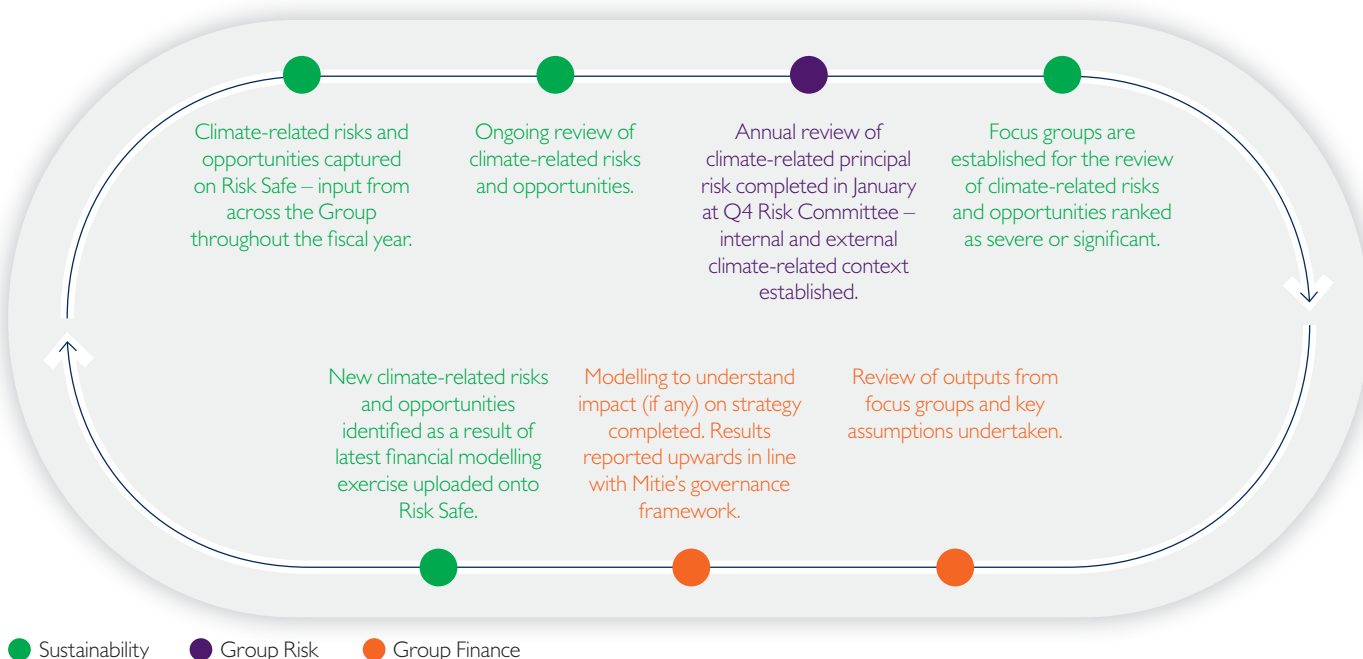 Climate-related risks and
opportunities captured
on Risk Safe – input from
across the Group
throughout the fiscal year.
Ongoing review of
climate-related risks
and opportunities.
Annual review of
climate-related principal
risk completed in January
at Q4 Risk Committee –
internal and external
climate-related context
established.
Focus groups are
established for the review
of climate-related risks
and opportunities ranked
as severe or significant.
New climate-related risks
and opportunities
identified as a result of
latest financial modelling
exercise uploaded onto
Risk Safe.
Modelling to understand
impact (if any) on strategy
completed. Results
reported upwards in line
with Mitie’s governance
framework.
Review of outputs from
focus groups and key
assumptions undertaken.
Sustainability
Group Risk
Group Finance